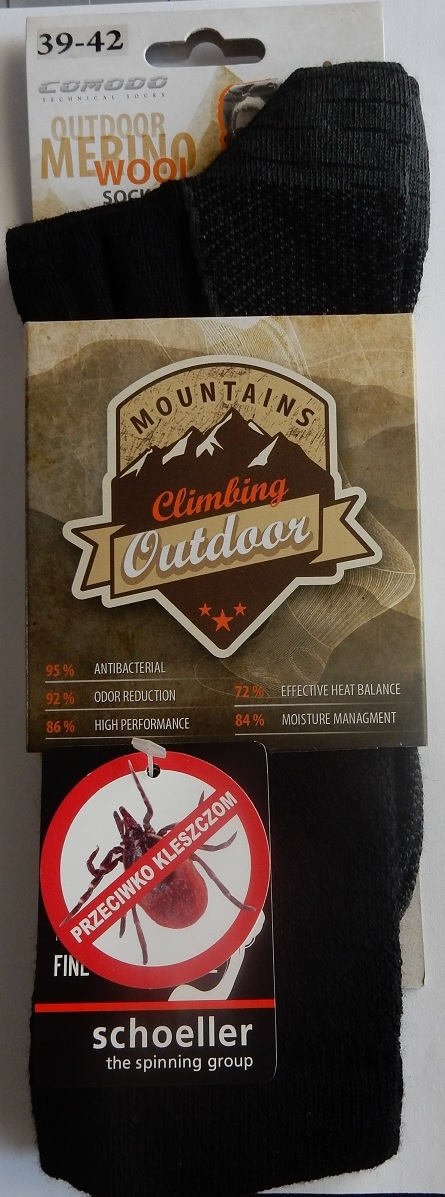 39-42
COMODO
TECHNICAL SOCKS
OUTDOOR
MERINO
WOOL
SOCKS
MOUNTAINS
Climbing
Outdoor
95 % ANTIBACTERIAL
92 % ODOR REDUCTION
86 % HIGH PERFORMANCE
72 % EFFECTIVE HEAT BALANCE
84 % MOISTURE MANAGMENT
PRZECIWKO KLESZCZOM
FINE
schoeller
the spinning group